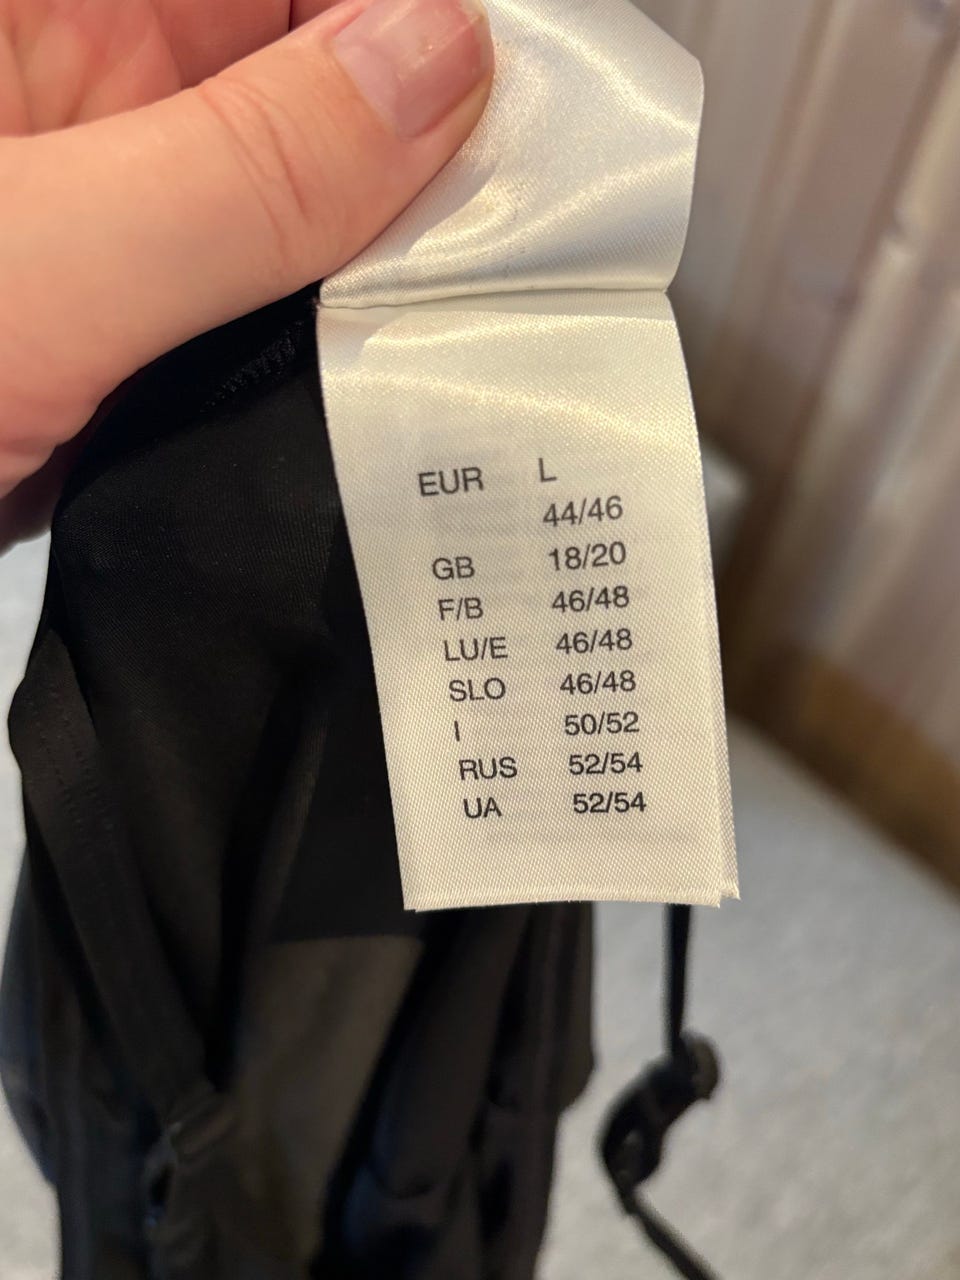 EUR L
44/46
GB 18/20
F/B 46/48
LU/E 46/48
SLO 46/48
I 50/52
RUS 52/54
UA 52/54